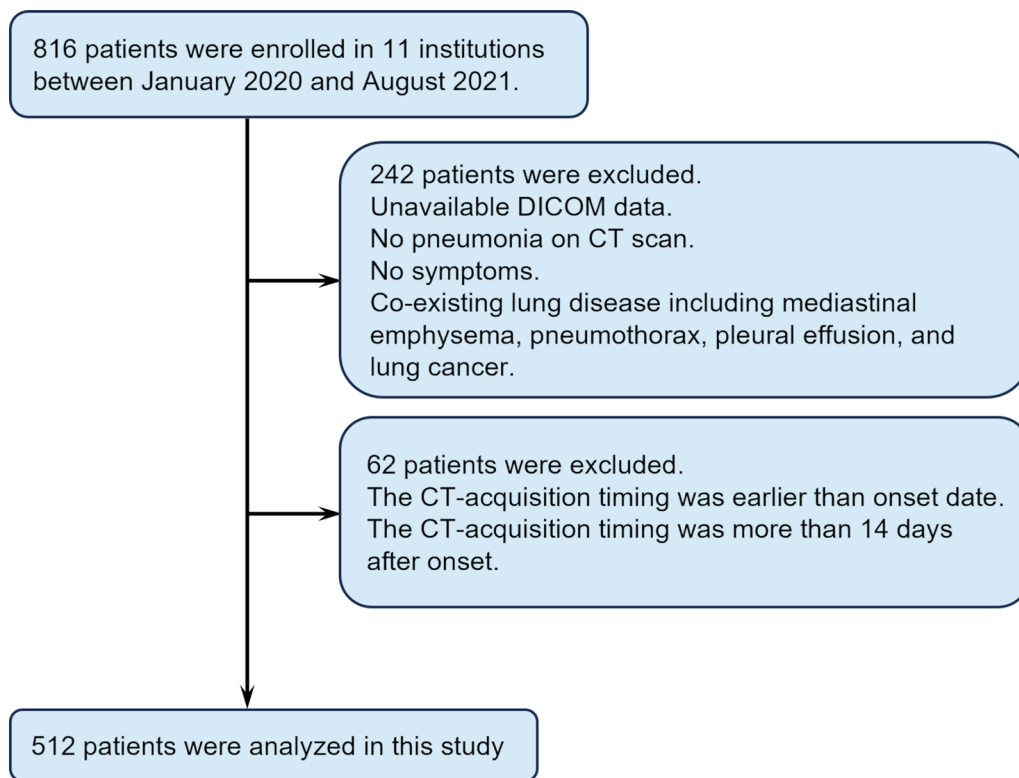 816 patients were enrolled in 11 institutions
between January 2020 and August 2021.
242 patients were excluded.
Unavailable DICOM data.
No pneumonia on CT scan.
No symptoms.
Co-existing lung disease including mediastinal
emphysema, pneumothorax, pleural effusion, and
lung cancer.
62 patients were excluded.
The CT-acquisition timing was earlier than onset date.
The CT-acquisition timing was more than 14 days
after onset.
512 patients were analyzed in this study